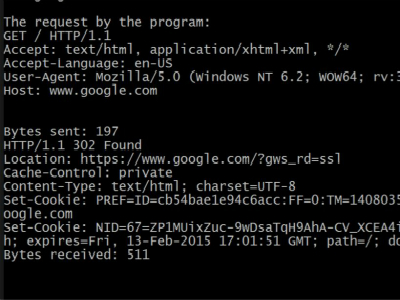 The request by the program:
GET / HTTP/1.1
Accept: text/html, application/xhtml+xml, */*
Accept-Language: en-US
User-Agent: Mozilla/5.0 (Windows NT 6.2; WOW64; rv:3
Host: www.google.com
Bytes sent: 197
HTTP/1.1 302 Found
Location: https://www.google.com/?gws_rd=ssl
Cache-Control: private
Content-Type: text/html; charset=UTF-8
Set-Cookie: PREF=ID=cb54bae1e94c6acc:FF=0:TM=1408035
oogle.com
Set-Cookie: NID=67=ZP1MUixZuc-9wDsaTqH9AhA-CV_XCEA4i
h; expires=Fri, 13-Feb-2015 17:01:51 GMT; path=/; do
Bytes received: 511